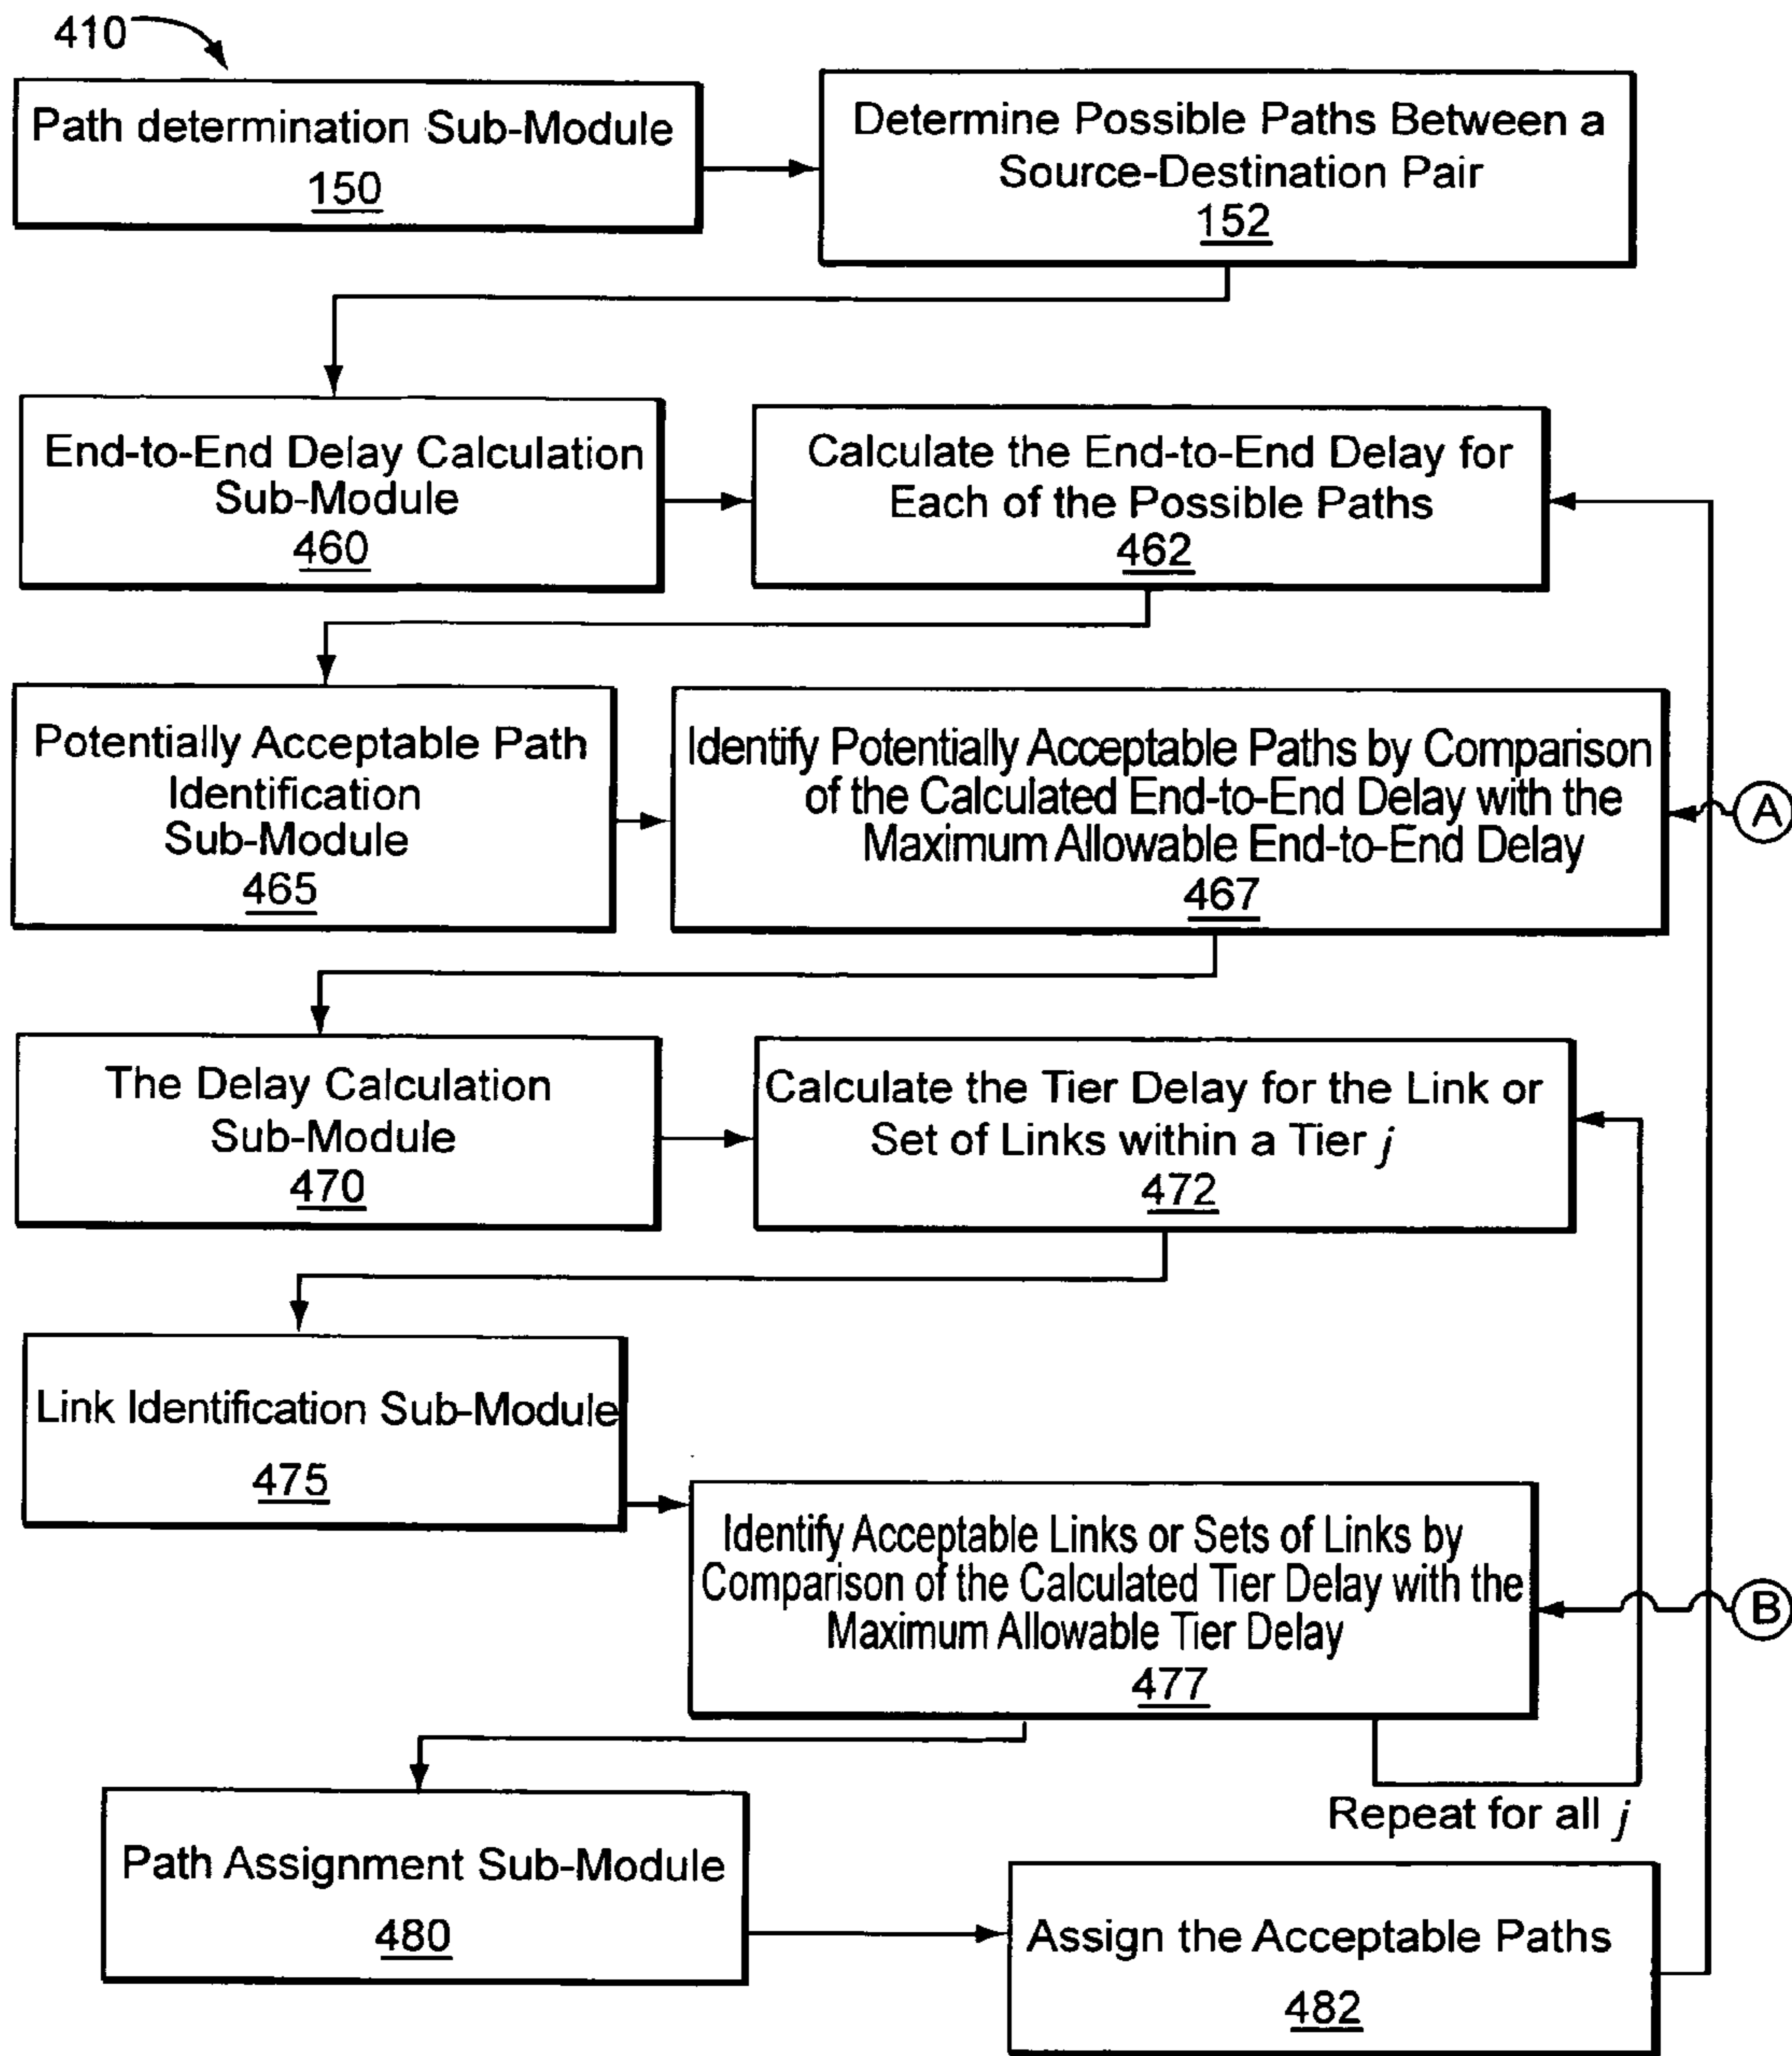 410
Path determination Sub-Module
150
Determine Possible Paths Between a
Source-Destination Pair
152
End-to-End Delay Calculation
Sub-Module
460
Calculate the End-to-End Delay for
Each of the Possible Paths
462
Potentially Acceptable Path
Identification
Sub-Module
465
Identify Potentially Acceptable Paths by Comparison
of the Calculated End-to-End Delay with the
Maximum Allowable End-to-End Delay
467
A
The Delay Calculation
Sub-Module
470
Calculate the Tier Delay for the Link or
Set of Links within a Tier j
472
Link Identification Sub-Module
475
Identify Acceptable Links or Sets of Links by
Comparison of the Calculated Tier Delay with the
Maximum Allowable Tier Delay
477
B
Repeat for all j
Path Assignment Sub-Module
480
Assign the Acceptable Paths
482